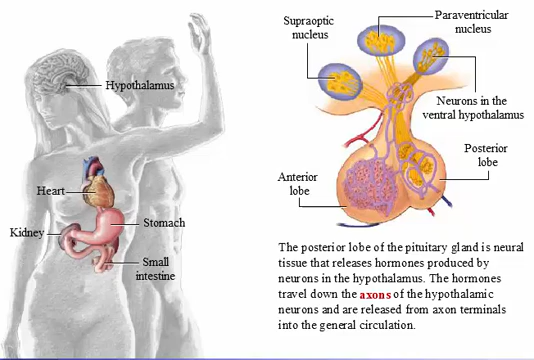 Hypothalamus
Heart
Stomach
Kidney
Small
intestine
Supraoptic
nucleus
Paraventricular
nucleus
Neurons in the
ventral hypothalamus
Posterior
lobe
Anterior
lobe
The posterior lobe of the pituitary gland is neural
tissue that releases hormones produced by
neurons in the hypothalamus. The hormones
travel down the axons of the hypothalamic
neurons and are released from axon terminals
into the general circulation.